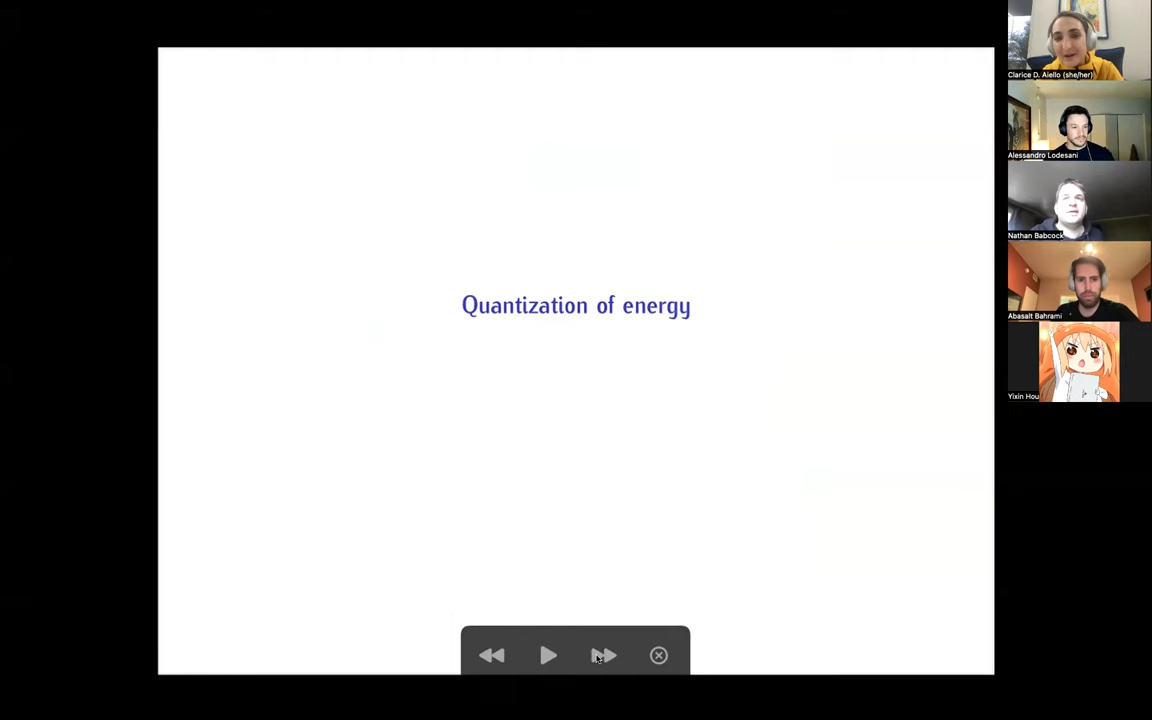 Quantization of energy
Clarice D. Aiello (she/her)
Alessandro Lodesani
Nathan Babcock
Abasalt Bahrami
Yixin Hou